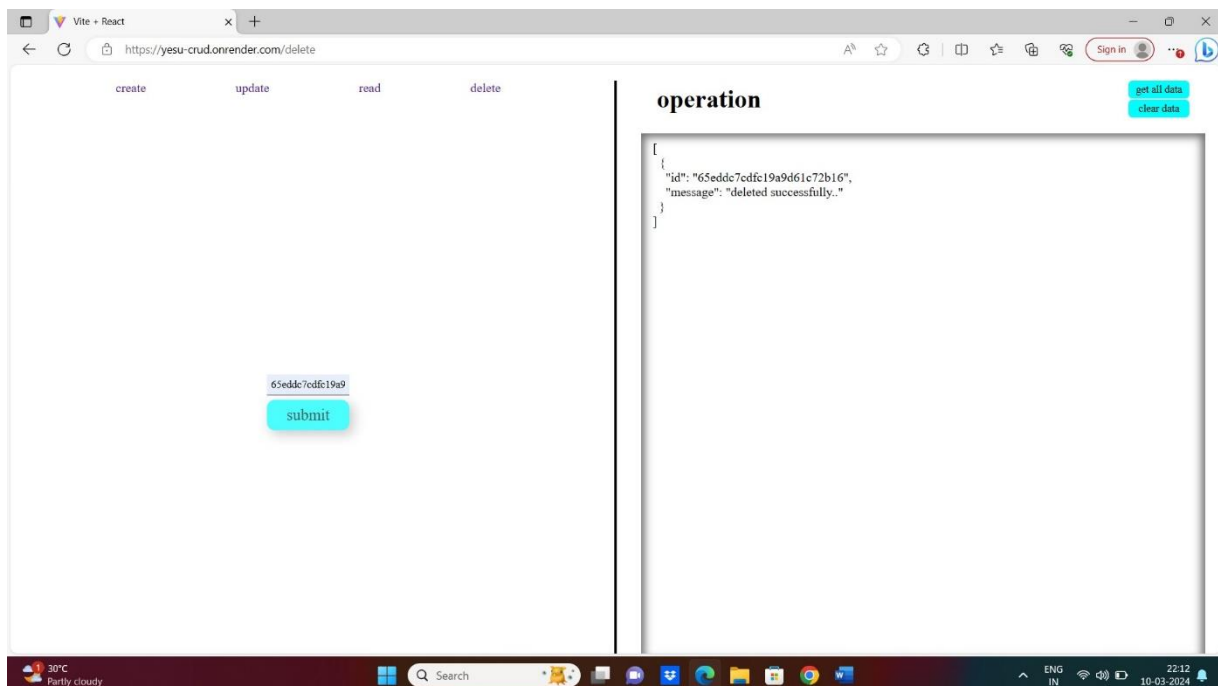 Vite + React
https://yesu-crud.onrender.com/delete
Sign in
create update read delete
operation
get all data
clear data
[
{
"id": "65eddc7cdfc19a9d61c72b16",
"message": "deleted successfully.."
}
]
65eddc7cdfc19a9
submit
1
30°C
Partly cloudy
Search
ENG
IN
22:12
10-03-2024